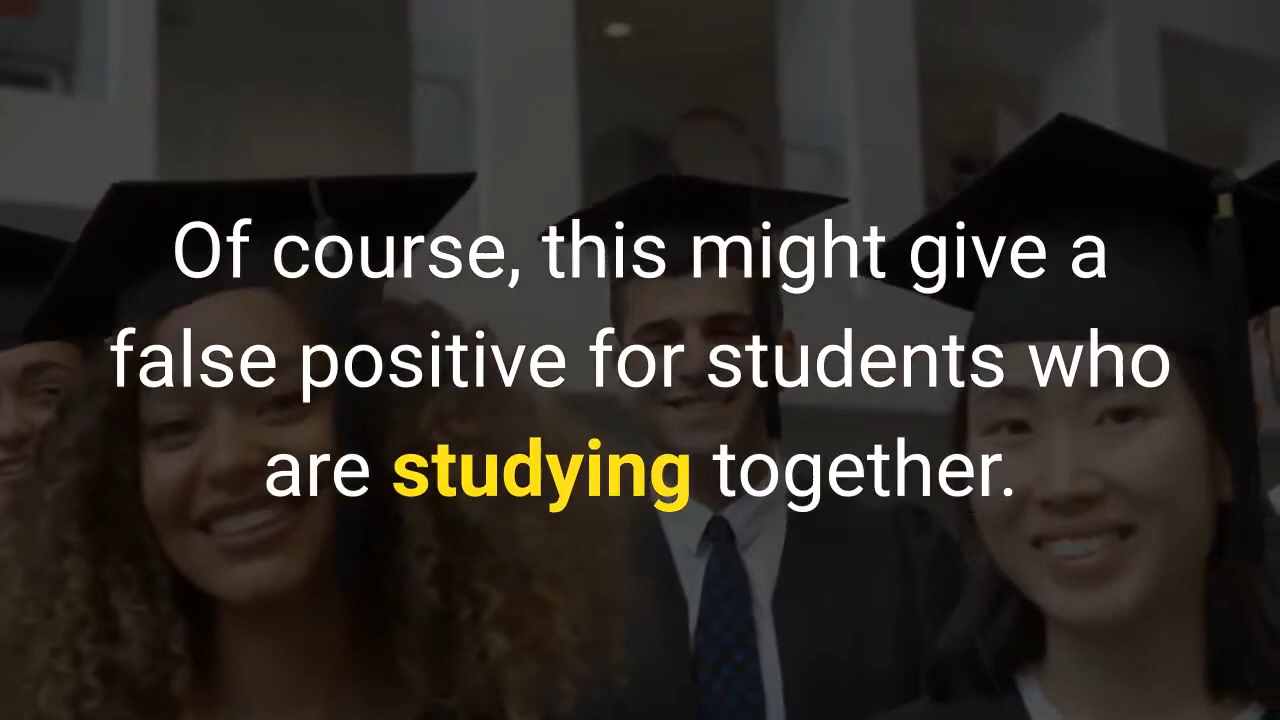 Of course, this might give a
false positive for students who
are studying together.